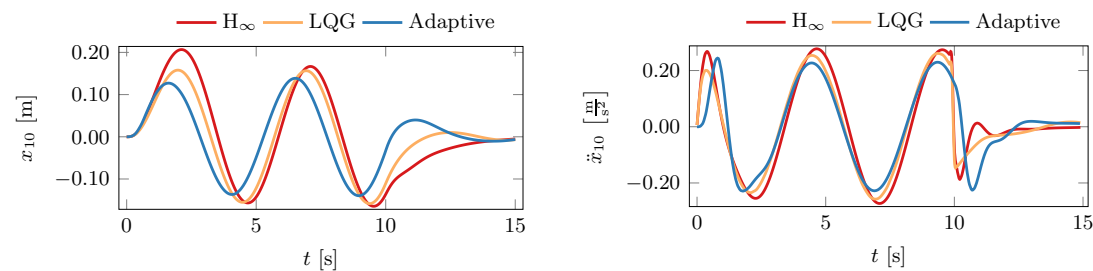 H∞ LQG Adaptive
0.20
0.10
0.00
−0.10
x₁₀ [m]
0 5 10 15
t [s]
H∞ LQG Adaptive
0.20
0.00
−0.20
ẍ₁₀ [m/s²]
0 5 10 15
t [s]